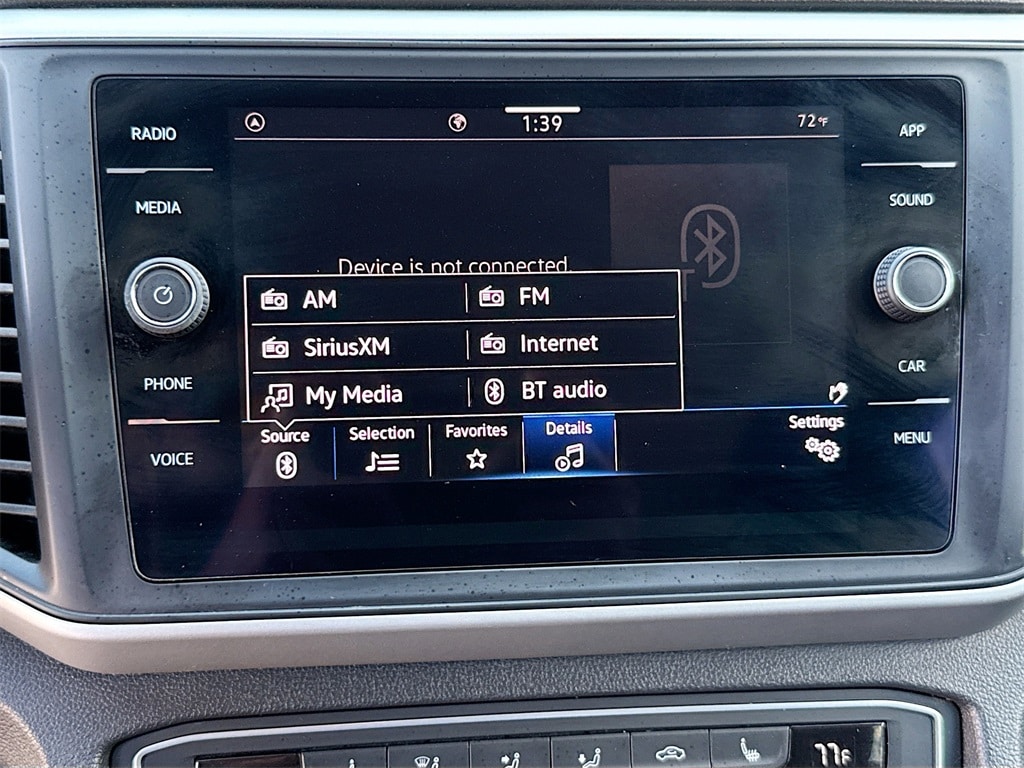 RADIO
MEDIA
PHONE
VOICE
1:39
72°F
Device is not connected.
AM
FM
SiriusXM
Internet
My Media
BT audio
Source
Selection
Favorites
Details
Settings
APP
SOUND
CAR
MENU
77°F